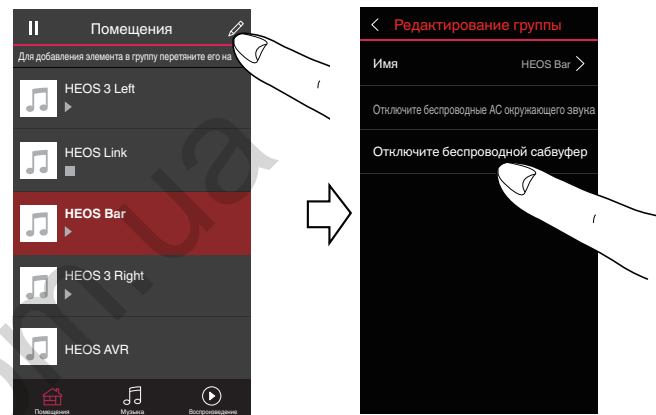 Помещения
Для добавления элемента в группу перетяните его на
HEOS 3 Left
HEOS Link
HEOS Bar
HEOS 3 Right
HEOS AVR
Помещения Музыка Воспроизведение
Редактирование группы
Имя HEOS Bar
Отключите беспроводные АС окружающего звука
Отключите беспроводной сабвуфер